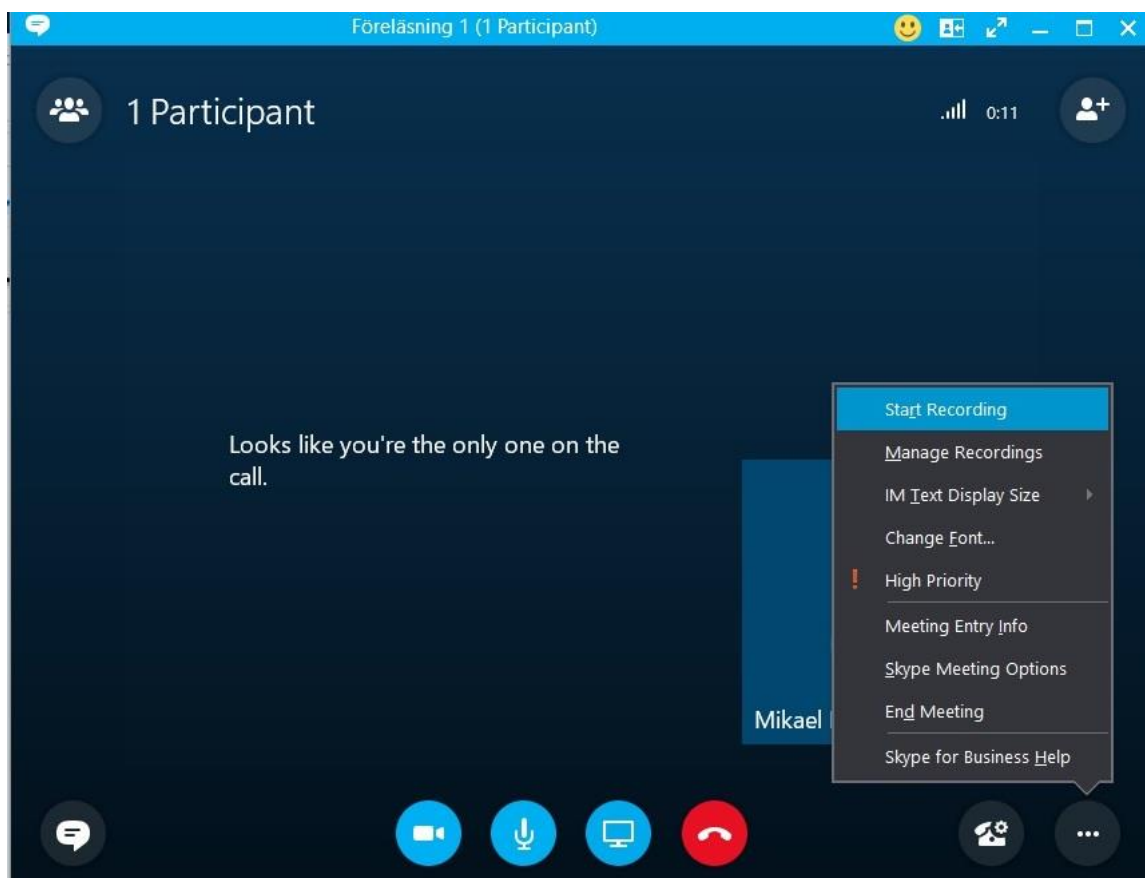 Föreläsning 1 (1 Participant)
1 Participant
0:11
Looks like you're the only one on the
call.
Mikael
Start Recording
Manage Recordings
IM Text Display Size
Change Font...
High Priority
Meeting Entry Info
Skype Meeting Options
End Meeting
Skype for Business Help